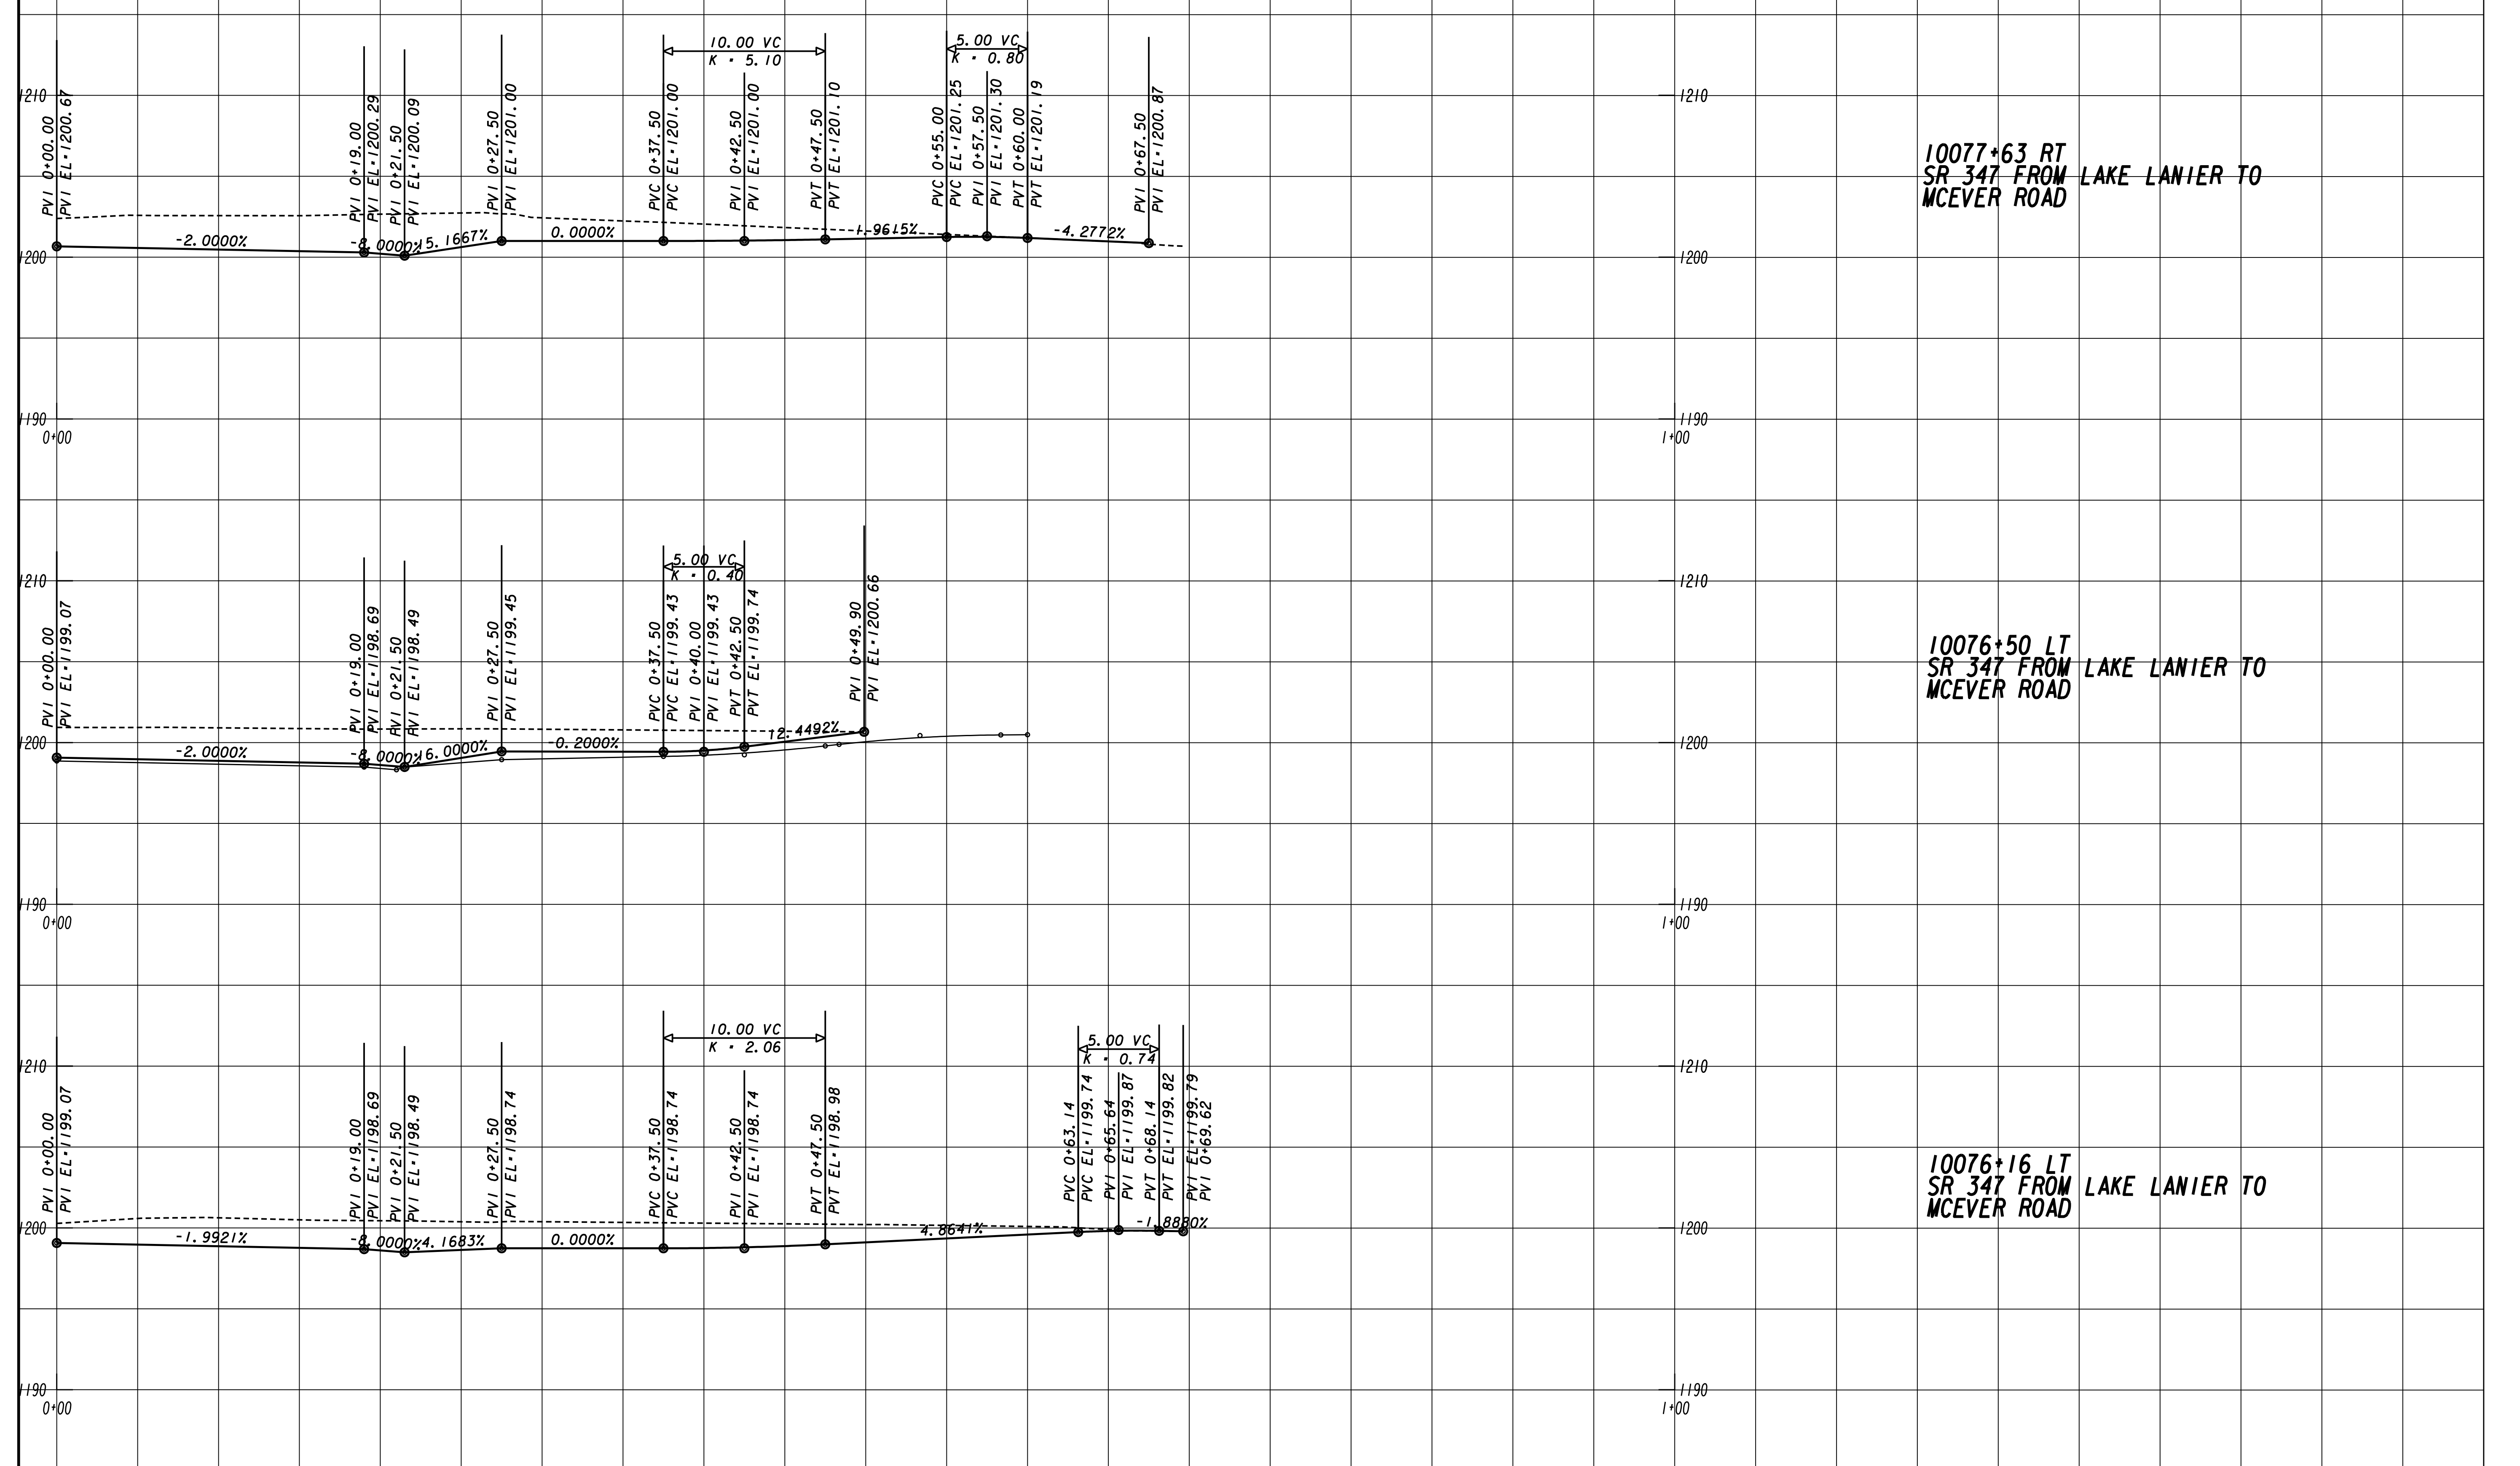 10.00 VC
K = 5.10
5.00 VC
K = 0.80
1210
PVI 0+00.00
PVI EL=1200.67
PVI 0+19.00
PVI EL=1200.29
PVI 0+21.50
PVI EL=1200.09
PVI 0+27.50
PVI EL=1201.00
PVC 0+37.50
PVC EL=1201.00
PVI 0+42.50
PVI EL=1201.00
PVT 0+47.50
PVT EL=1201.10
PVC 0+55.00
PVC EL=1201.25
PVI 0+57.50
PVI EL=1201.30
PVT 0+60.00
PVT EL=1201.19
PVI 0+67.50
PVI EL=1200.87
1210
10077+63 RT
SR 347 FROM LAKE LANIER TO
MCEVER ROAD
-2.0000%
-8.0000%
15.1667%
0.0000%
1.9615%
-4.2772%
1200
1200
1190
1190
0+00
1+00
5.00 VC
K = 0.40
1210
PVI 0+00.00
PVI EL=1199.07
PVI 0+19.00
PVI EL=1198.69
PVI 0+21.50
PVI EL=1198.49
PVI 0+27.50
PVI EL=1199.45
PVC 0+37.50
PVC EL=1199.43
PVI 0+40.00
PVI EL=1199.43
PVT 0+42.50
PVT EL=1199.74
PVI 0+49.90
PVI EL=1200.66
1210
10076+50 LT
SR 347 FROM LAKE LANIER TO
MCEVER ROAD
-2.0000%
-8.0000%
16.0000%
-0.2000%
12.4492%
1200
1200
1190
1190
0+00
1+00
10.00 VC
K = 2.06
5.00 VC
K = 0.74
1210
PVI 0+00.00
PVI EL=1199.07
PVI 0+19.00
PVI EL=1198.69
PVI 0+21.50
PVI EL=1198.49
PVI 0+27.50
PVI EL=1198.74
PVC 0+37.50
PVC EL=1198.74
PVI 0+42.50
PVI EL=1198.74
PVT 0+47.50
PVT EL=1198.98
PVC 0+63.14
PVC EL=1199.74
PVI 0+65.64
PVI EL=1199.87
PVT 0+68.14
PVT EL=1199.82
PVI EL=1199.79
PVI 0+69.62
1210
10076+16 LT
SR 347 FROM LAKE LANIER TO
MCEVER ROAD
-1.9921%
-8.0000%
4.1683%
0.0000%
4.8641%
-1.8880%
1200
1200
1190
1190
0+00
1+00